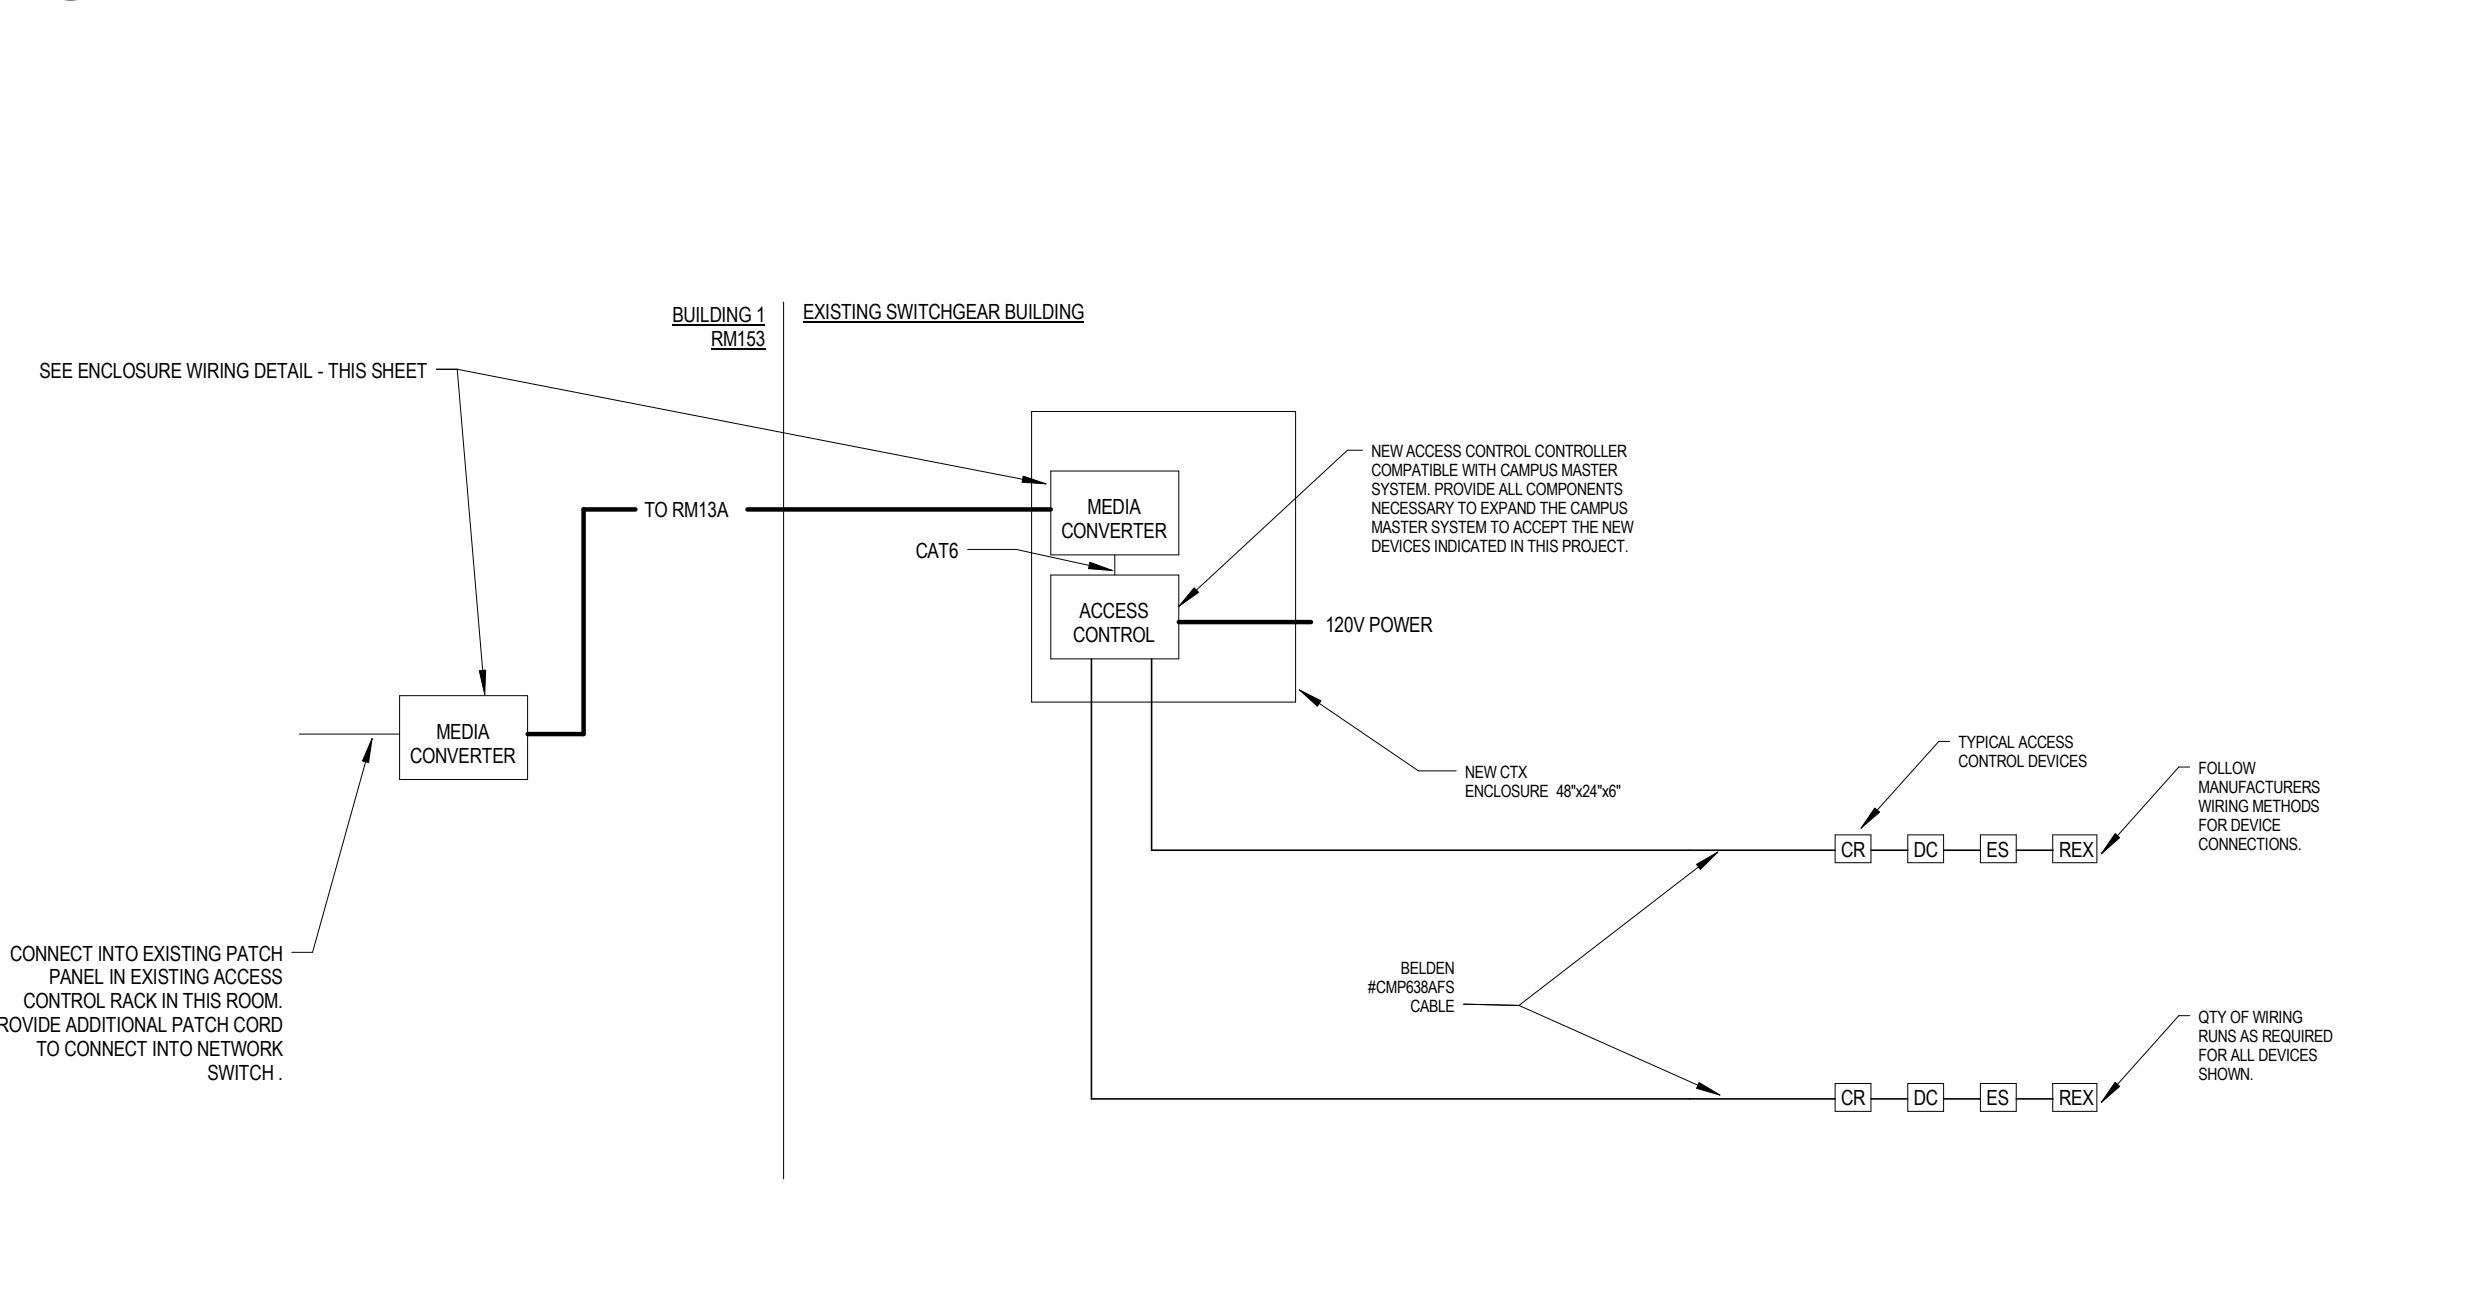 BUILDING 1
RM153
EXISTING SWITCHGEAR BUILDING
SEE ENCLOSURE WIRING DETAIL - THIS SHEET
TO RM13A
MEDIA
CONVERTER
CAT6
ACCESS
CONTROL
120V POWER
NEW ACCESS CONTROL CONTROLLER
COMPATIBLE WITH CAMPUS MASTER
SYSTEM. PROVIDE ALL COMPONENTS
NECESSARY TO EXPAND THE CAMPUS
MASTER SYSTEM TO ACCEPT THE NEW
DEVICES INDICATED IN THIS PROJECT.
MEDIA
CONVERTER
NEW CTX
ENCLOSURE 48"x24"x6"
TYPICAL ACCESS
CONTROL DEVICES
FOLLOW
MANUFACTURERS
WIRING METHODS
FOR DEVICE
CONNECTIONS.
CR DC ES REX
CONNECT INTO EXISTING PATCH
PANEL IN EXISTING ACCESS
CONTROL RACK IN THIS ROOM.
ROVIDE ADDITIONAL PATCH CORD
TO CONNECT INTO NETWORK
SWITCH .
BELDEN
#CMP638AFS
CABLE
QTY OF WIRING
RUNS AS REQUIRED
FOR ALL DEVICES
SHOWN.
CR DC ES REX